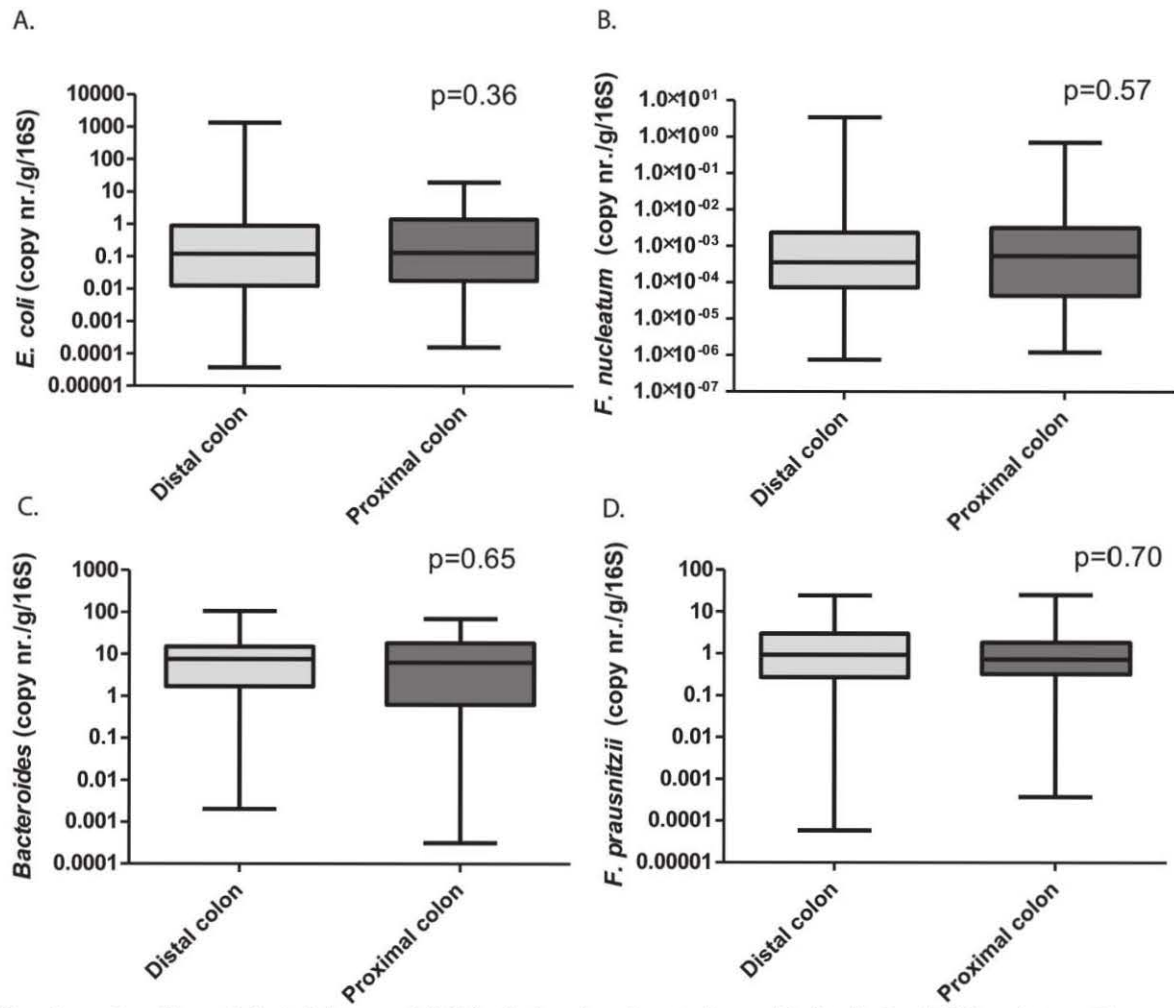 A.
E. coli (copy nr./g/16S)
10000
1000
100
10
1
0.1
0.01
0.001
0.0001
0.00001
p=0.36
Distal colon
Proximal colon
B.
F. nucleatum (copy nr./g/16S)
1.0×10⁰¹
1.0×10⁰⁰
1.0×10⁻⁰¹
1.0×10⁻⁰²
1.0×10⁻⁰³
1.0×10⁻⁰⁴
1.0×10⁻⁰⁵
1.0×10⁻⁰⁶
1.0×10⁻⁰⁷
p=0.57
Distal colon
Proximal colon
C.
Bacteroides (copy nr./g/16S)
1000
100
10
1
0.1
0.01
0.001
0.0001
p=0.65
Distal colon
Proximal colon
D.
F. prausnitzii (copy nr./g/16S)
100
10
1
0.1
0.01
0.001
0.0001
0.00001
p=0.70
Distal colon
Proximal colon